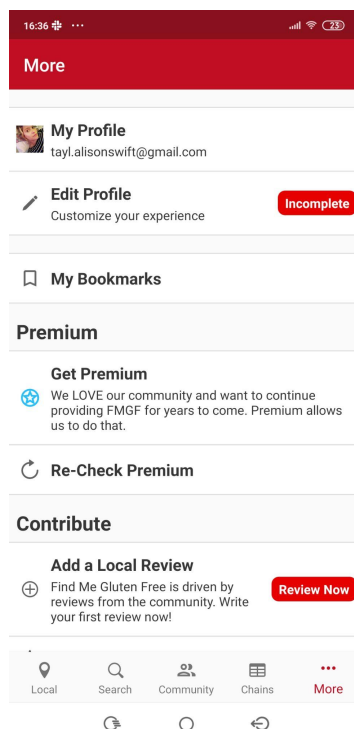 16:36
23
More
My Profile
tayl.alisonswift@gmail.com
Edit Profile
Customize your experience
Incomplete
My Bookmarks
Premium
Get Premium
We LOVE our community and want to continue
providing FMGF for years to come. Premium allows
us to do that.
Re-Check Premium
Contribute
Add a Local Review
Find Me Gluten Free is driven by
reviews from the community. Write
your first review now!
Review Now
Local
Search
Community
Chains
More